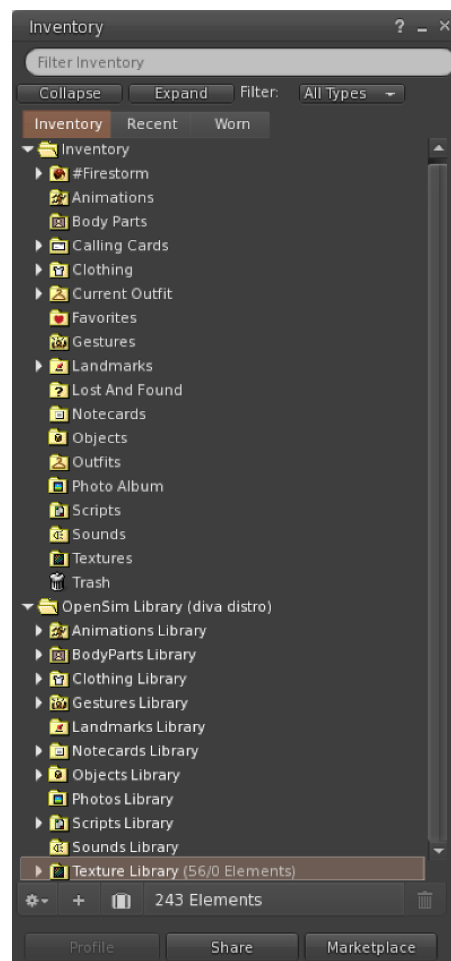 Inventory ? _ ×
Filter Inventory
Collapse Expand Filter: All Types
Inventory Recent Worn
Inventory
#Firestorm
Animations
Body Parts
Calling Cards
Clothing
Current Outfit
Favorites
Gestures
Landmarks
Lost And Found
Notecards
Objects
Outfits
Photo Album
Scripts
Sounds
Textures
Trash
OpenSim Library (diva distro)
Animations Library
BodyParts Library
Clothing Library
Gestures Library
Landmarks Library
Notecards Library
Objects Library
Photos Library
Scripts Library
Sounds Library
Texture Library (56/0 Elements)
+ 243 Elements
Profile Share Marketplace